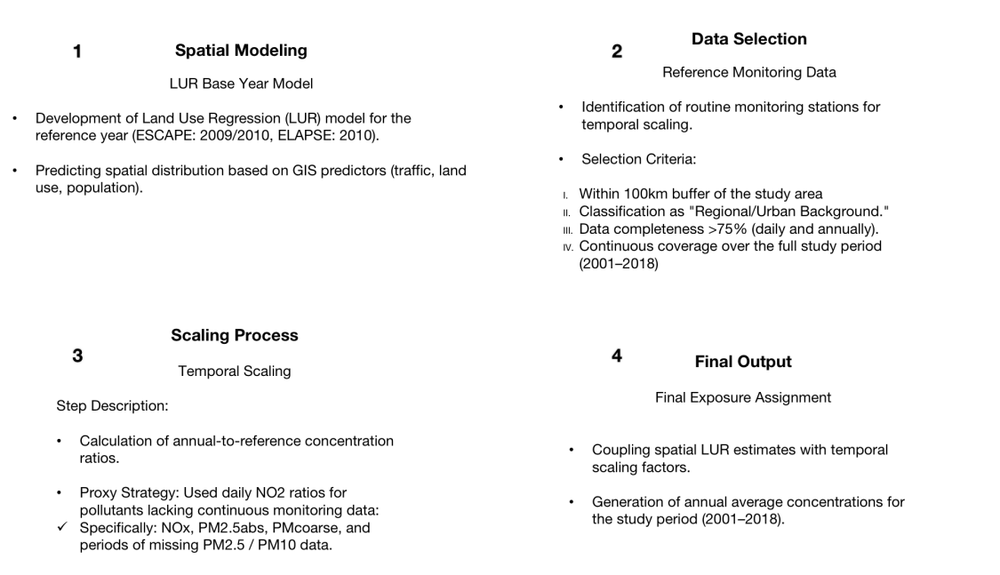 1
Spatial Modeling
LUR Base Year Model
• Development of Land Use Regression (LUR) model for the
reference year (ESCAPE: 2009/2010, ELAPSE: 2010).
• Predicting spatial distribution based on GIS predictors (traffic, land
use, population).
2
Data Selection
Reference Monitoring Data
• Identification of routine monitoring stations for
temporal scaling.
• Selection Criteria:
I. Within 100km buffer of the study area
II. Classification as "Regional/Urban Background."
III. Data completeness >75% (daily and annually).
IV. Continuous coverage over the full study period
(2001–2018)
3
Scaling Process
Temporal Scaling
Step Description:
• Calculation of annual-to-reference concentration
ratios.
• Proxy Strategy: Used daily NO2 ratios for
pollutants lacking continuous monitoring data:
✓ Specifically: NOx, PM2.5abs, PMcoarse, and
periods of missing PM2.5 / PM10 data.
4
Final Output
Final Exposure Assignment
• Coupling spatial LUR estimates with temporal
scaling factors.
• Generation of annual average concentrations for
the study period (2001–2018).